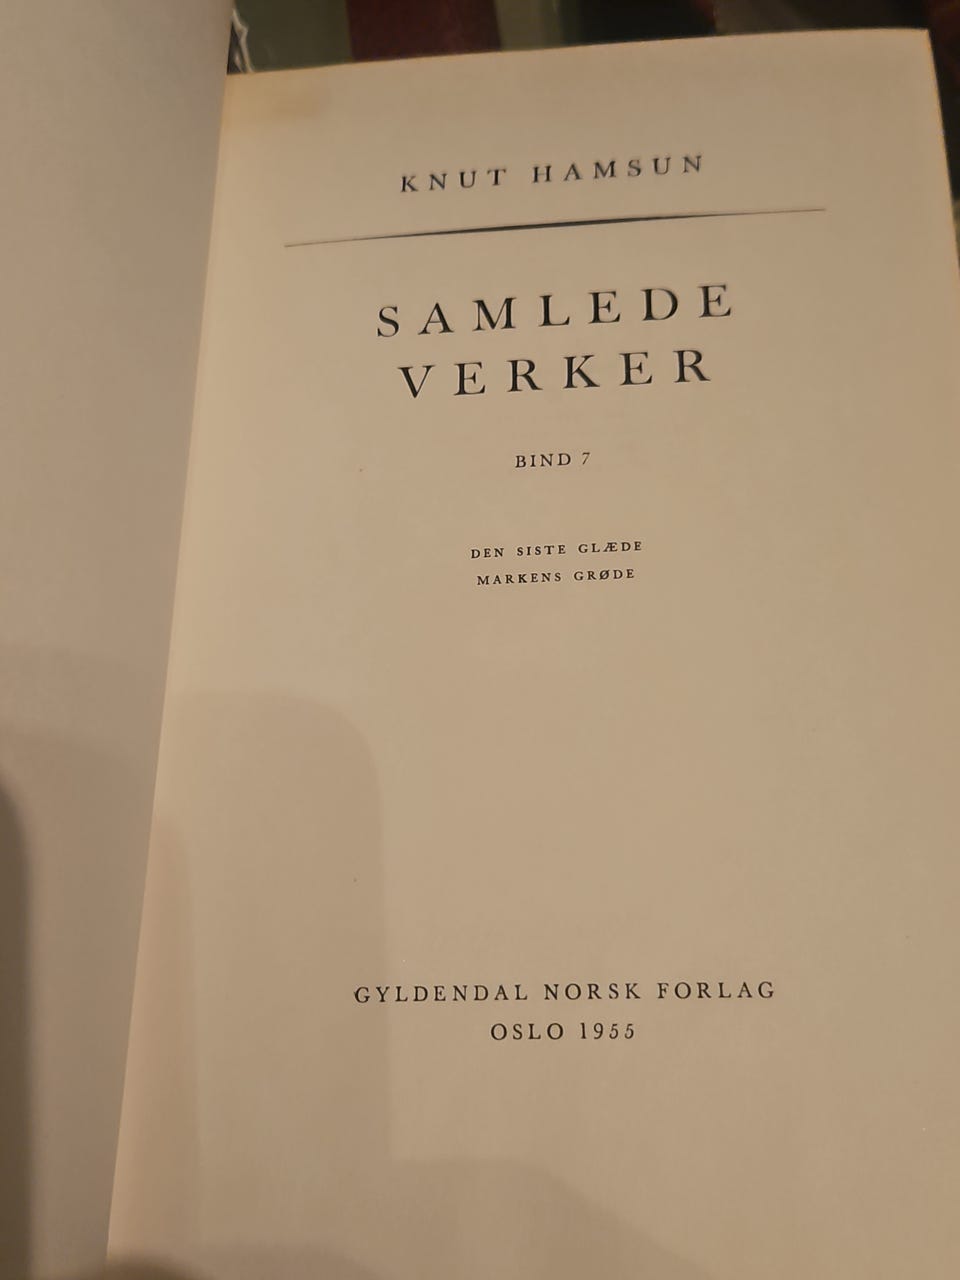 KNUT HAMSUN
SAMLEDE
VERKER
BIND 7
DEN SISTE GLÆDE
MARKENS GRØDE
GYLDENDAL NORSK FORLAG
OSLO 1955